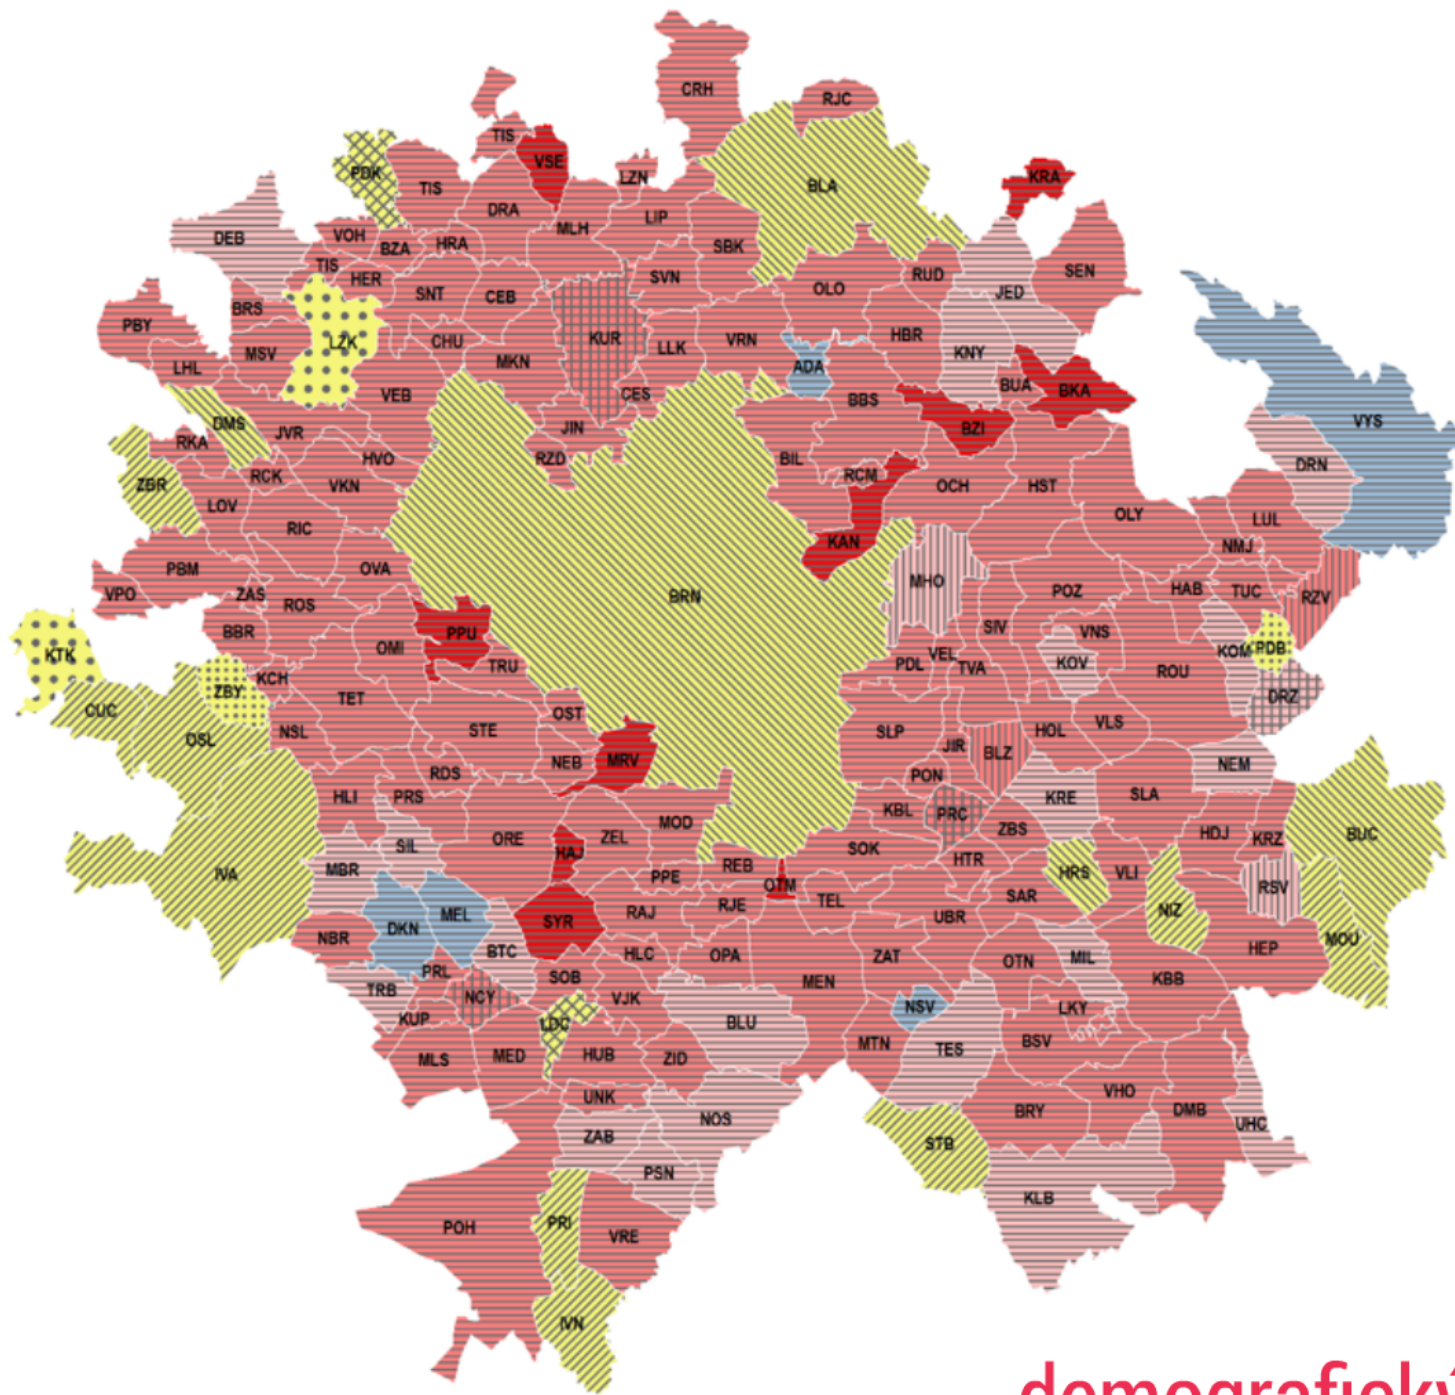 CRH
RJC
TIS
VSE
LZN
KRA
PDK
TIS
BLA
DRA
LIP
MLH
DEB
VOH
BZA
HRA
SBK
TIS
HER
SVN
RUD
SEN
SNT
CEB
OLO
JED
BRS
PBY
KUR
HBR
LZK
CHU
VRN
MSV
LLK
KNY
MKN
LHL
ADA
BUA
BKA
VEB
CES
BBS
VYS
DMS
JIN
BZI
JVR
RKA
HVO
RZD
BIL
DRN
RCK
RCM
ZBR
VKN
OCH
HST
LOV
OLY
LUL
RIC
KAN
NMJ
PBM
OVA
MHO
VPO
ZAS
BRN
POZ
HAB
TUC
RZV
ROS
BBR
PPU
SIV
VNS
OMI
KTK
VEL
KOM
PDB
TRU
PDL
TVA
KOV
ROU
KCH
ZBY
DRZ
TET
CUC
OST
NSL
STE
SLP
HOL
VLS
OSL
JIR
BLZ
NEB
MRV
NEM
RDS
PON
HLI
PRS
KRE
SLA
KBL
PRC
MOD
ZBS
HDJ
BUC
ORE
ZEL
KRZ
SIL
SOK
HAJ
HTR
MBR
REB
IVA
PPE
HRS
VLI
OTM
RSV
SAR
TEL
RJE
RAJ
NIZ
MEL
UBR
SYR
DKN
NBR
MOU
HEP
BTC
HLC
OPA
ZAT
MIL
OTN
PRL
SOB
MEN
KBB
TRB
NCY
VJK
NSV
LKY
KUP
LDC
BLU
BSV
MTN
TES
MLS
MED
HUB
ZID
VHO
UNK
BRY
DMB
NOS
UHC
ZAB
STB
PSN
KLB
POH
PRI
VRE
IVN
demografický